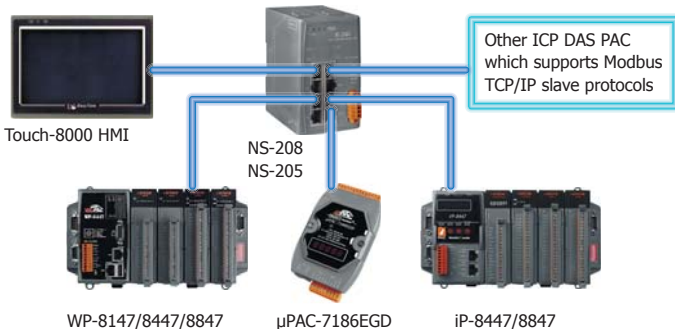 Other ICP DAS PAC
which supports Modbus
TCP/IP slave protocols
Touch-8000 HMI
NS-208
NS-205
WP-8147/8447/8847
µPAC-7186EGD
iP-8447/8847